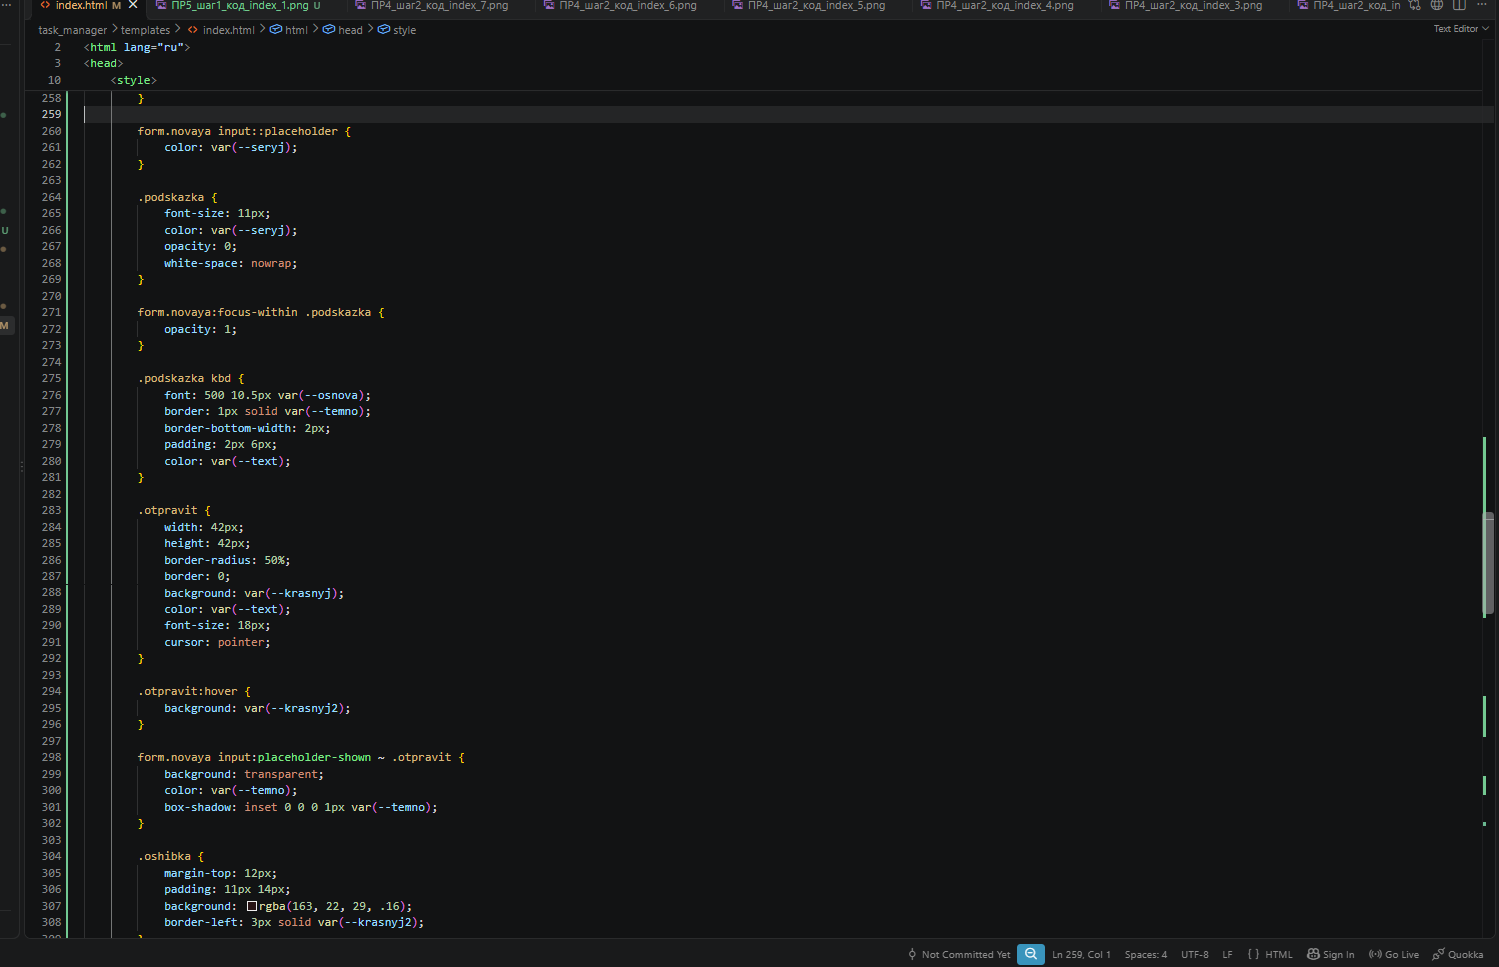 index.html M
ПР5_шаг1_код_index_1.png U
ПР4_шаг2_код_index_7.png
ПР4_шаг2_код_index_6.png
ПР4_шаг2_код_index_5.png
ПР4_шаг2_код_index_4.png
ПР4_шаг2_код_index_3.png
ПР4_шаг2_код_in
task_manager > templates > index.html > html > head > style
Text Editor
2 <html lang="ru">
3 <head>
10 <style>
258 }
259
260 form.novaya input::placeholder {
261 color: var(--seryj);
262 }
263
264 .podskazka {
265 font-size: 11px;
266 color: var(--seryj);
267 opacity: 0;
268 white-space: nowrap;
269 }
270
271 form.novaya:focus-within .podskazka {
272 opacity: 1;
273 }
274
275 .podskazka kbd {
276 font: 500 10.5px var(--osnova);
277 border: 1px solid var(--temno);
278 border-bottom-width: 2px;
279 padding: 2px 6px;
280 color: var(--text);
281 }
282
283 .otpravit {
284 width: 42px;
285 height: 42px;
286 border-radius: 50%;
287 border: 0;
288 background: var(--krasnyj);
289 color: var(--text);
290 font-size: 18px;
291 cursor: pointer;
292 }
293
294 .otpravit:hover {
295 background: var(--krasnyj2);
296 }
297
298 form.novaya input:placeholder-shown ~ .otpravit {
299 background: transparent;
300 color: var(--temno);
301 box-shadow: inset 0 0 0 1px var(--temno);
302 }
303
304 .oshibka {
305 margin-top: 12px;
306 padding: 11px 14px;
307 background: rgba(163, 22, 29, .16);
308 border-left: 3px solid var(--krasnyj2);
U
M
Not Committed Yet
Ln 259, Col 1
Spaces: 4
UTF-8
LF
{ } HTML
Sign In
Go Live
Quokka